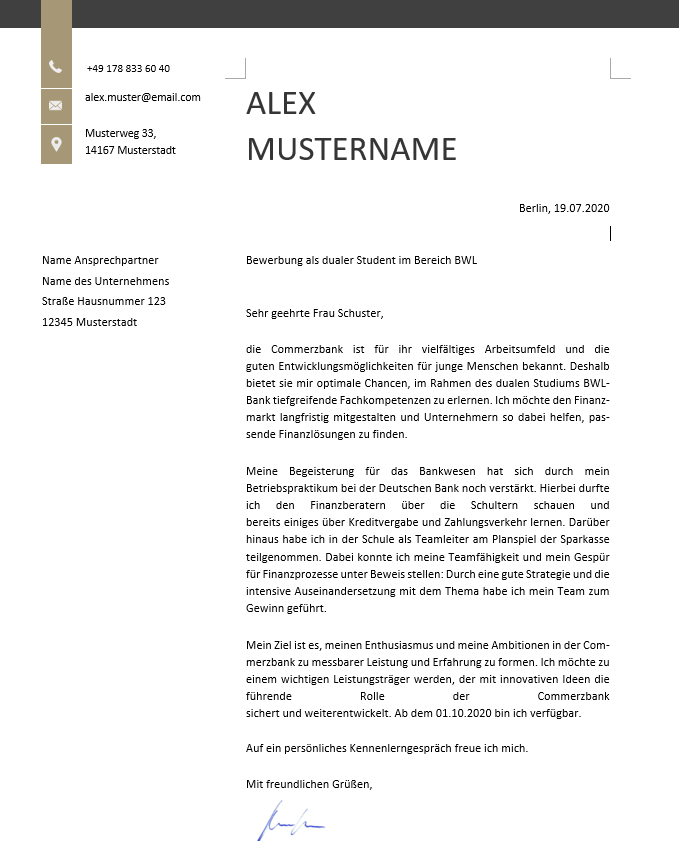 +49 178 833 60 40
alex.muster@email.com
Musterweg 33,
14167 Musterstadt
ALEX
MUSTERNAME
Berlin, 19.07.2020
Name Ansprechpartner
Name des Unternehmens
Straße Hausnummer 123
12345 Musterstadt
Bewerbung als dualer Student im Bereich BWL
Sehr geehrte Frau Schuster,
die Commerzbank ist für ihr vielfältiges Arbeitsumfeld und die
guten Entwicklungsmöglichkeiten für junge Menschen bekannt. Deshalb
bietet sie mir optimale Chancen, im Rahmen des dualen Studiums BWL-
Bank tiefgreifende Fachkompetenzen zu erlernen. Ich möchte den Finanz-
markt langfristig mitgestalten und Unternehmern so dabei helfen, pas-
sende Finanzlösungen zu finden.
Meine Begeisterung für das Bankwesen hat sich durch mein
Betriebspraktikum bei der Deutschen Bank noch verstärkt. Hierbei durfte
ich den Finanzberatern über die Schultern schauen und
bereits einiges über Kreditvergabe und Zahlungsverkehr lernen. Darüber
hinaus habe ich in der Schule als Teamleiter am Planspiel der Sparkasse
teilgenommen. Dabei konnte ich meine Teamfähigkeit und mein Gespür
für Finanzprozesse unter Beweis stellen: Durch eine gute Strategie und die
intensive Auseinandersetzung mit dem Thema habe ich mein Team zum
Gewinn geführt.
Mein Ziel ist es, meinen Enthusiasmus und meine Ambitionen in der Com-
merzbank zu messbarer Leistung und Erfahrung zu formen. Ich möchte zu
einem wichtigen Leistungsträger werden, der mit innovativen Ideen die
führende Rolle der Commerzbank
sichert und weiterentwickelt. Ab dem 01.10.2020 bin ich verfügbar.
Auf ein persönliches Kennenlerngespräch freue ich mich.
Mit freundlichen Grüßen,